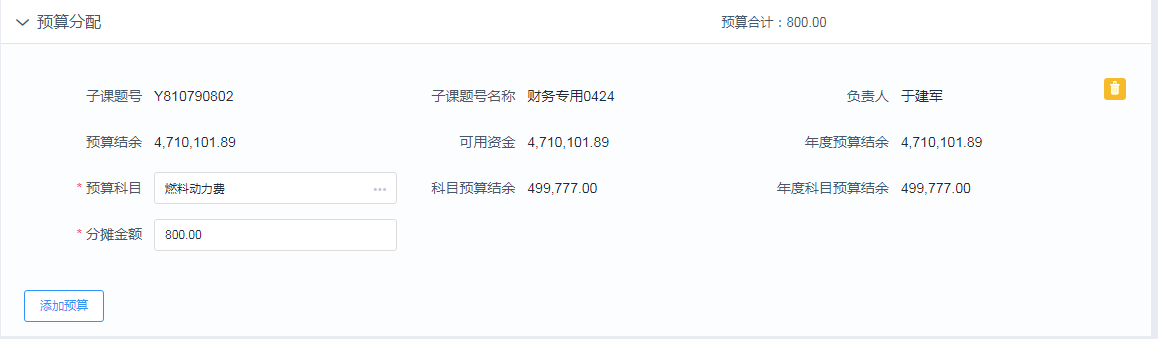 预算分配 预算合计：800.00
子课题号 Y810790802 子课题号名称 财务专用0424 负责人 于建军
预算结余 4,710,101.89 可用资金 4,710,101.89 年度预算结余 4,710,101.89
* 预算科目 燃料动力费 ··· 科目预算结余 499,777.00 年度科目预算结余 499,777.00
* 分摊金额 800.00
添加预算